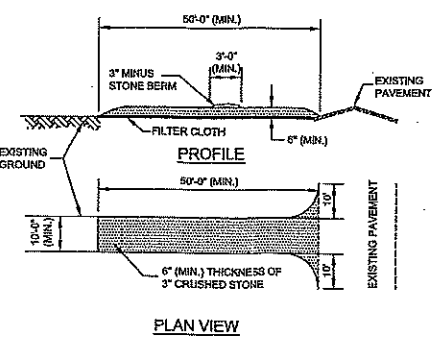 50'-0" (MIN.)
3'-0"
(MIN.)
3" MINUS
STONE BERM
EXISTING
PAVEMENT
FILTER CLOTH
6" (MIN.)
EXISTING
GROUND
PROFILE
50'-0" (MIN.)
10'
10'-0"
(MIN.)
EXISTING PAVEMENT
10'
6" (MIN.) THICKNESS OF
3" CRUSHED STONE
PLAN VIEW